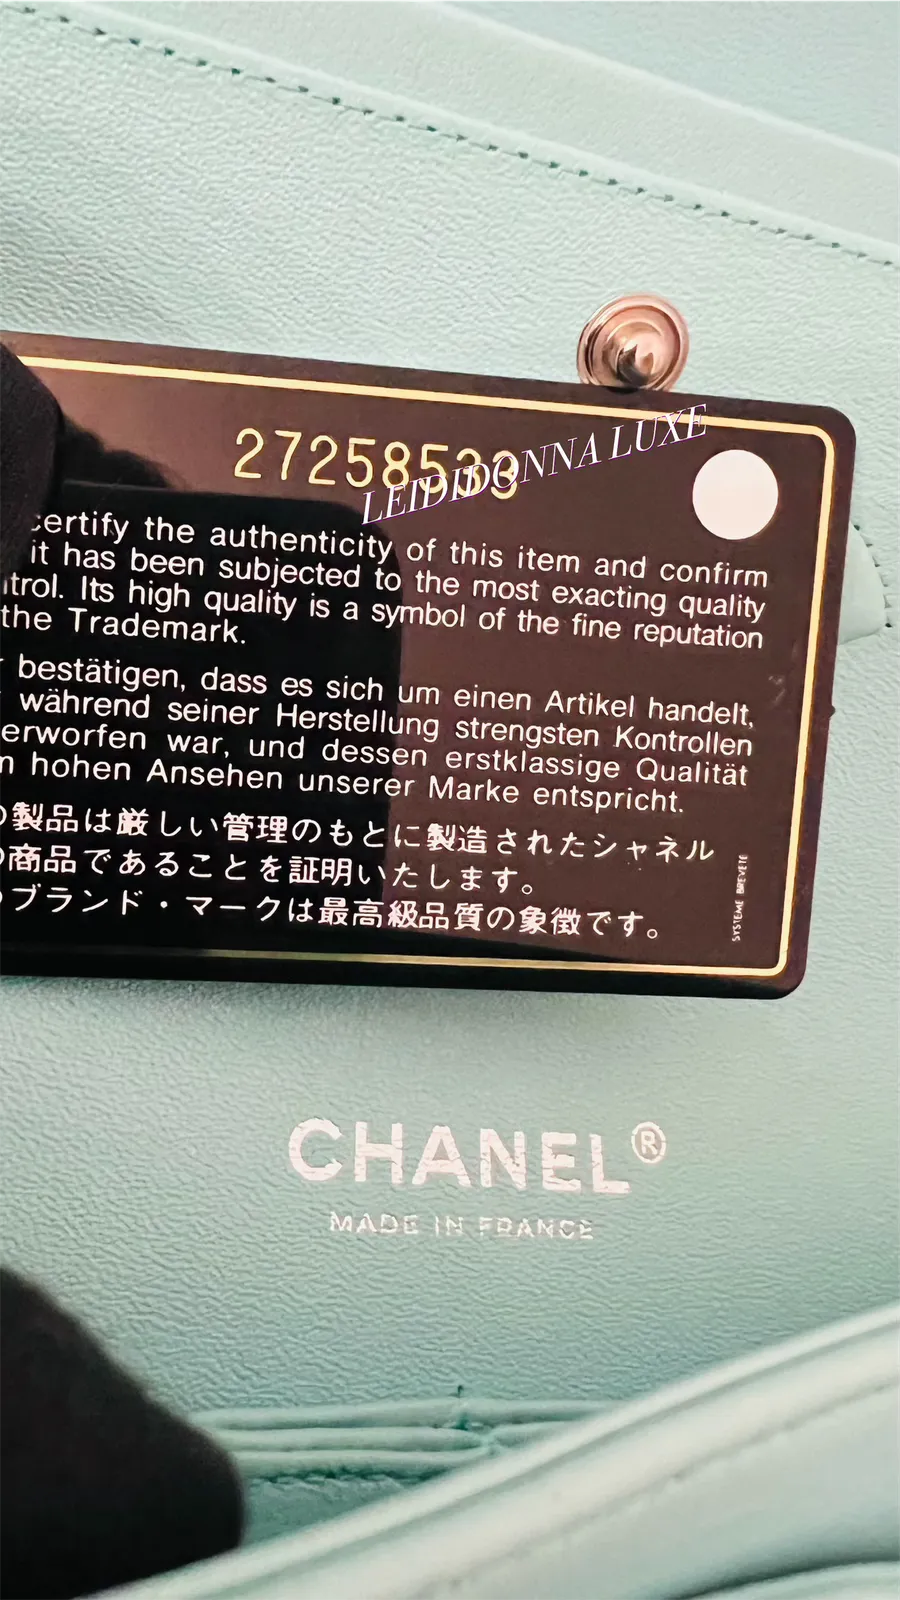 27258533
LEIDIDONNA LUXE
certify the authenticity of this item and confirm
it has been subjected to the most exacting quality
ntrol. Its high quality is a symbol of the fine reputation
the Trademark.
r bestätigen, dass es sich um einen Artikel handelt,
während seiner Herstellung strengsten Kontrollen
erworfen war, und dessen erstklassige Qualität
m hohen Ansehen unserer Marke entspricht.
の製品は厳しい管理のもとに製造されたシャネル
の商品であることを証明いたします。
ブランド・マークは最高級品質の象徴です。
SYSTEME BREVETE
CHANEL®
MADE IN FRANCE